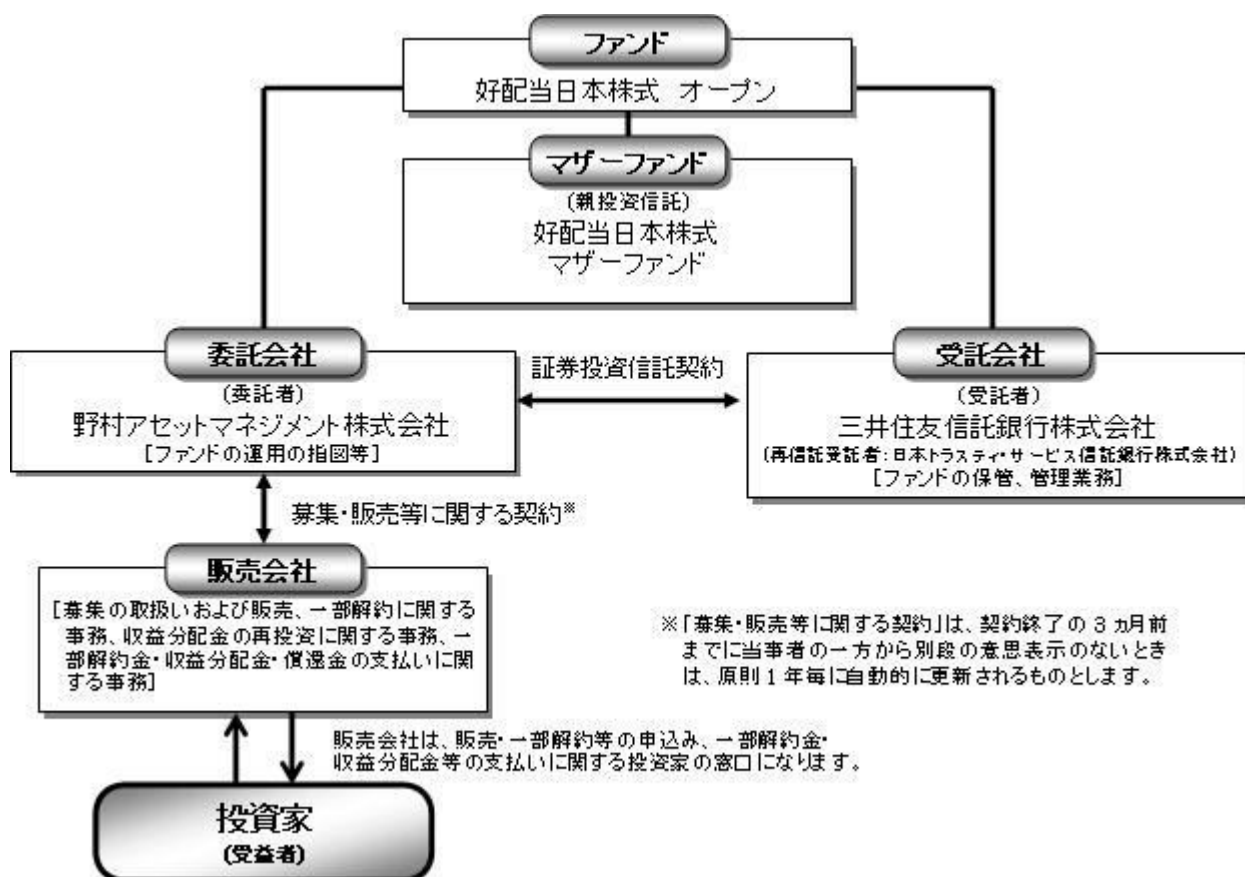 ファンド
好配当日本株式 オープン
マザーファンド
(親投資信託)
好配当日本株式
マザーファンド
委託会社
(委託者)
野村アセットマネジメント株式会社
[ファンドの運用の指図等]
証券投資信託契約
受託会社
(受託者)
三井住友信託銀行株式会社
(再信託受託者:日本トラスティ・サービス信託銀行株式会社)
[ファンドの保管、管理業務]
募集・販売等に関する契約※
販売会社
[募集の取扱いおよび販売、一部解約に関する
事務、収益分配金の再投資に関する事務、一
部解約金・収益分配金・償還金の支払いに関
する事務]
※「募集・販売等に関する契約」は、契約終了の3ヵ月前
までに当事者の一方から別段の意思表示のないとき
は、原則1年毎に自動的に更新されるものとします。
販売会社は、販売・一部解約等の申込み、一部解約金・
収益分配金等の支払いに関する投資家の窓口になります。
投資家
(受益者)